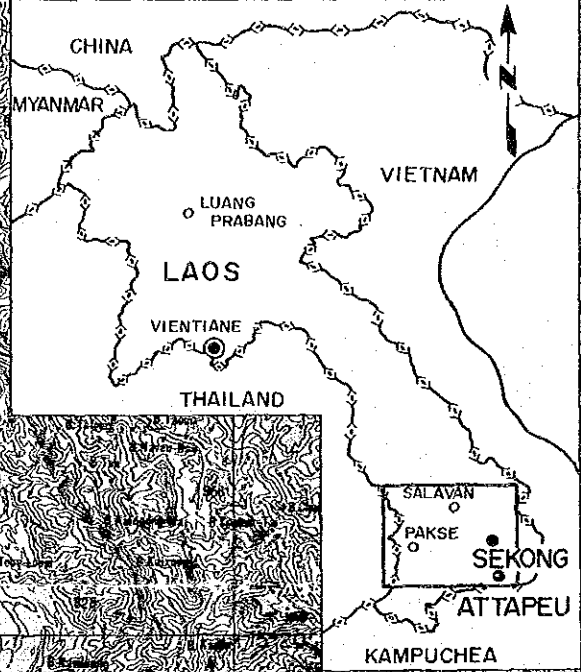 CHINA
N
MYANMAR
VIETNAM
LUANG
PRABANG
LAOS
VIENTIANE
THAILAND
SALAVAN
PAKSE
SEKONG
ATTAPEU
KAMPUCHEA